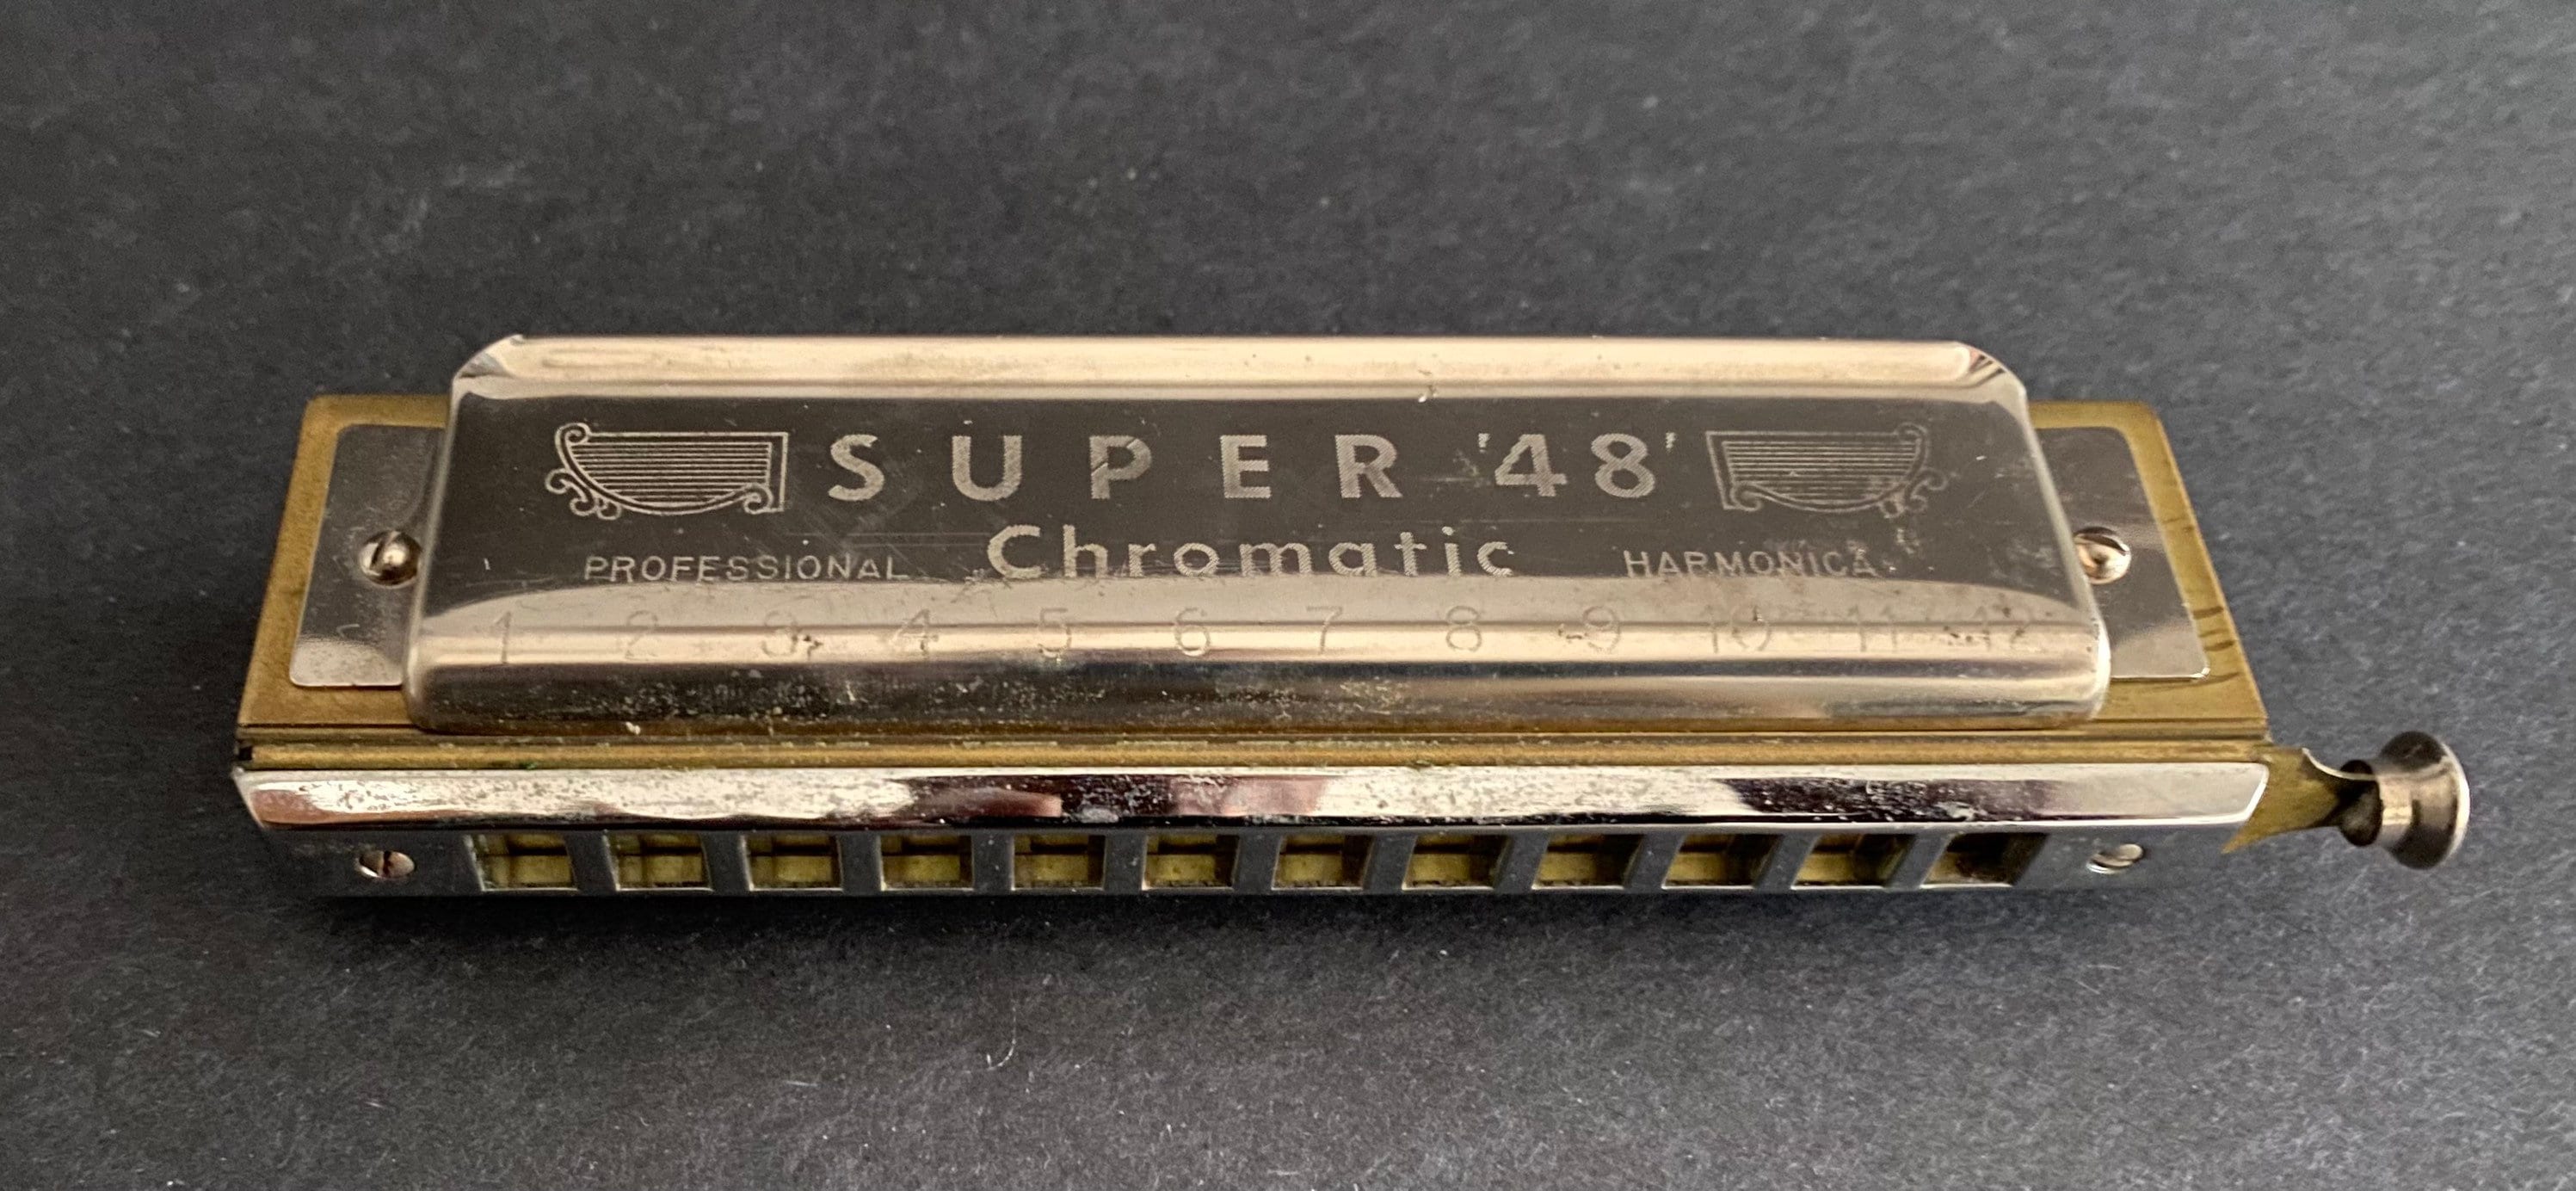 SUPER '48'
PROFESSIONAL Chromatic HARMONICA
1 2 3 4 5 6 7 8 9 10 11 12